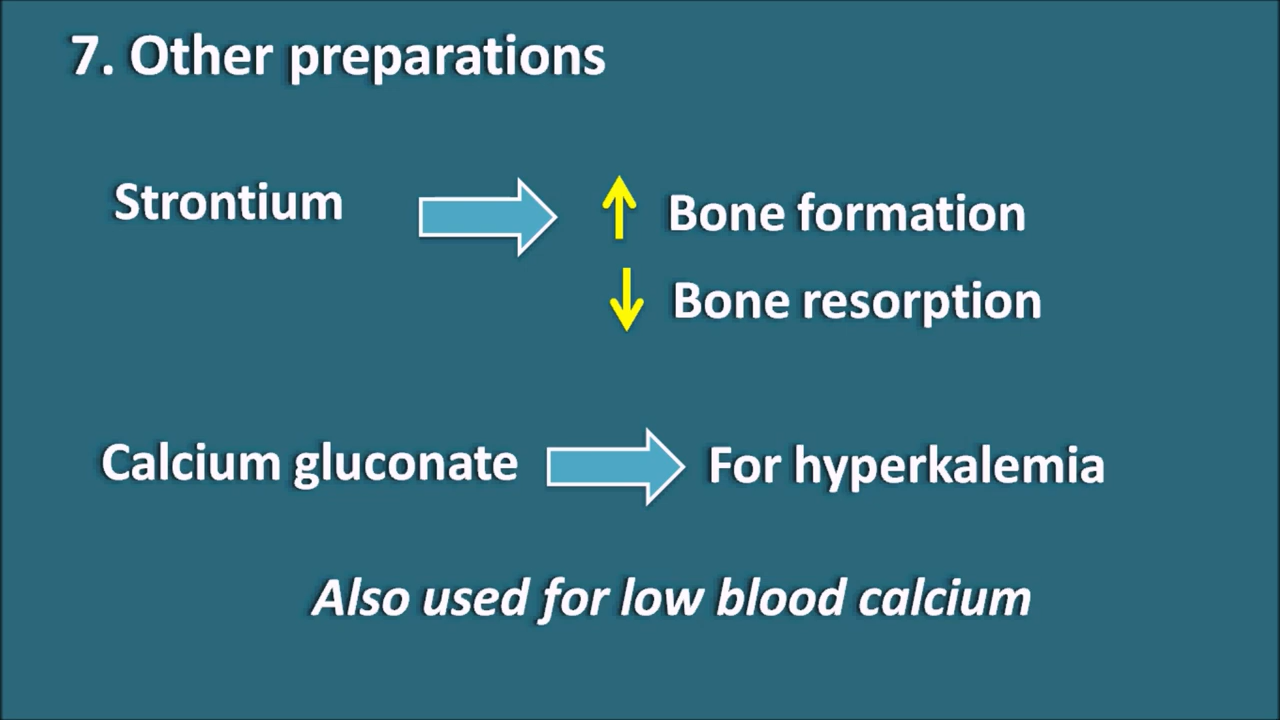 7. Other preparations
Strontium
Bone formation
Bone resorption
Calcium gluconate
For hyperkalemia
Also used for low blood calcium